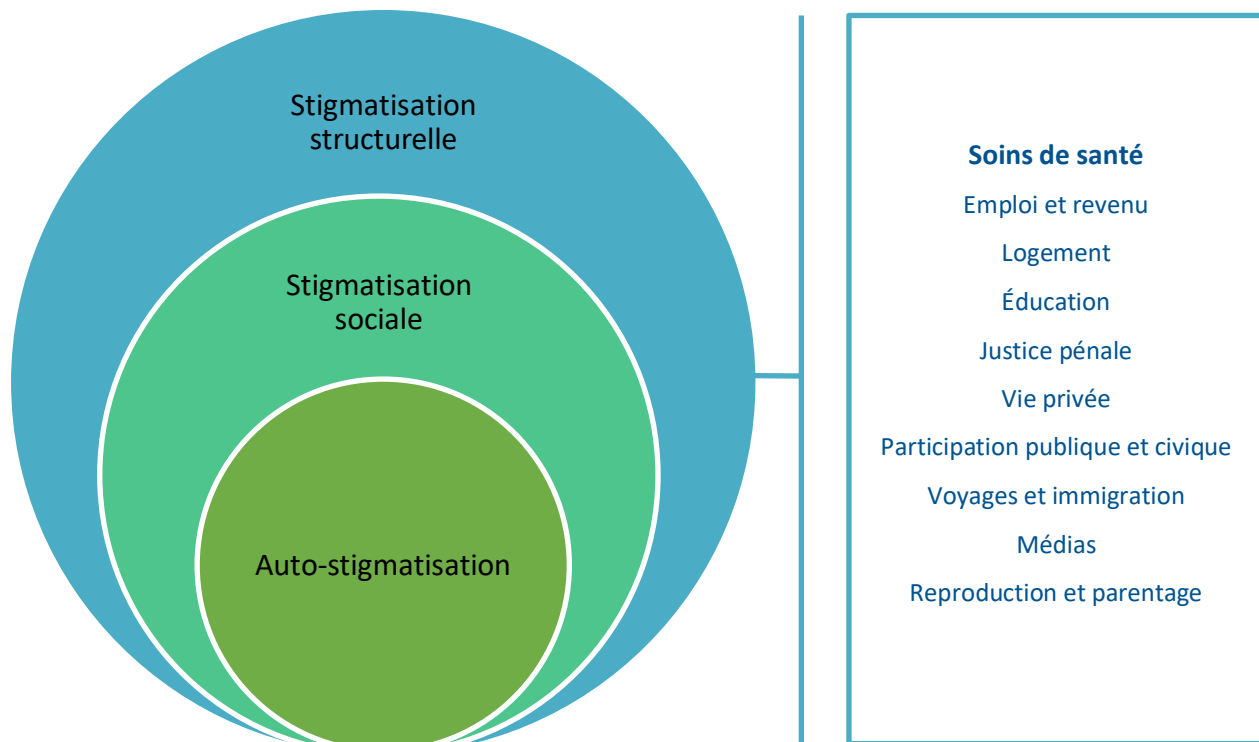 Stigmatisation
structurelle
Stigmatisation
sociale
Auto-stigmatisation
Soins de santé
Emploi et revenu
Logement
Éducation
Justice pénale
Vie privée
Participation publique et civique
Voyages et immigration
Médias
Reproduction et parentage